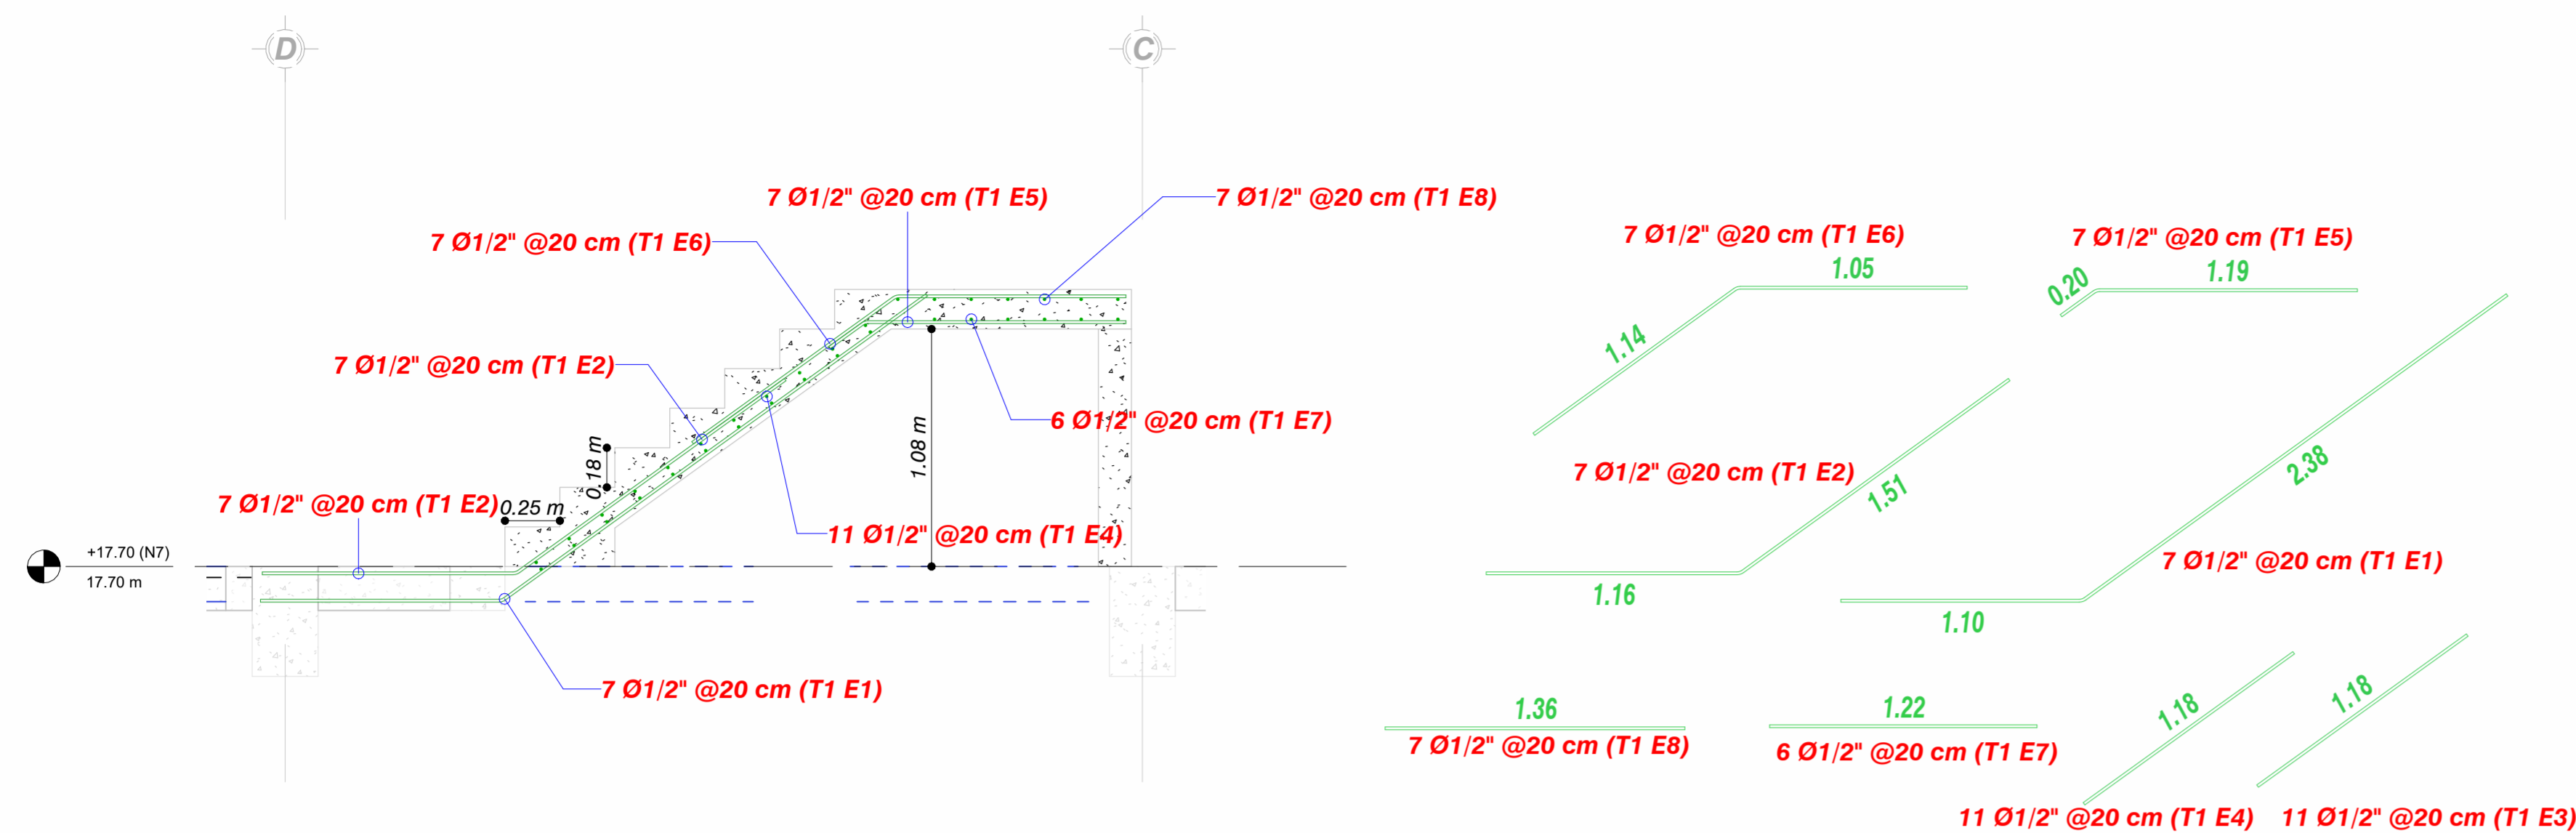 D
C
7 Ø1/2" @20 cm (T1 E5)
7 Ø1/2" @20 cm (T1 E8)
7 Ø1/2" @20 cm (T1 E6)
7 Ø1/2" @20 cm (T1 E2)
6 Ø1/2" @20 cm (T1 E7)
1.08 m
0.18 m
7 Ø1/2" @20 cm (T1 E2)
0.25 m
11 Ø1/2" @20 cm (T1 E4)
+17.70 (N7)
17.70 m
7 Ø1/2" @20 cm (T1 E1)
7 Ø1/2" @20 cm (T1 E6)
1.05
1.14
7 Ø1/2" @20 cm (T1 E5)
0.20
1.19
7 Ø1/2" @20 cm (T1 E2)
1.51
1.16
2.38
7 Ø1/2" @20 cm (T1 E1)
1.10
1.36
7 Ø1/2" @20 cm (T1 E8)
1.22
6 Ø1/2" @20 cm (T1 E7)
1.18
11 Ø1/2" @20 cm (T1 E4)
1.18
11 Ø1/2" @20 cm (T1 E3)